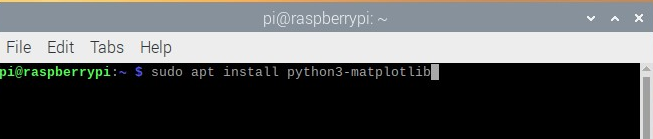 pi@raspberrypi: ~
File Edit Tabs Help
pi@raspberrypi:~ $ sudo apt install python3-matplotlib